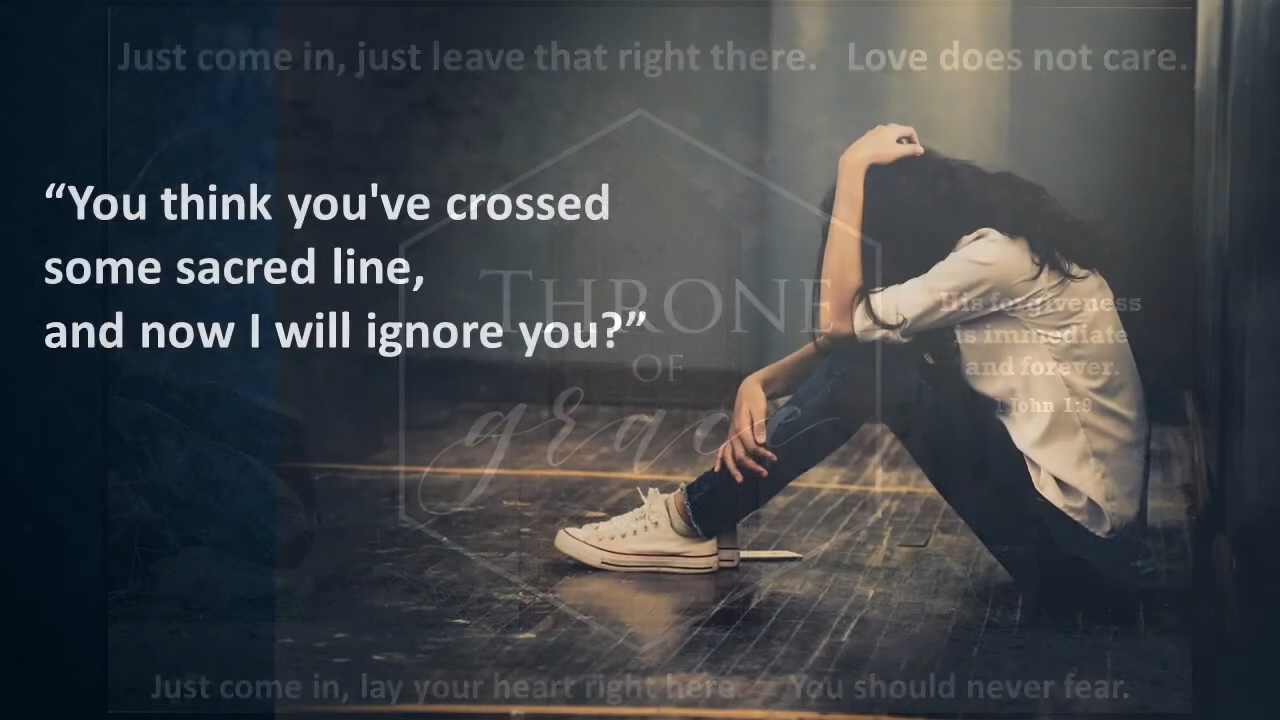 Just come in, just leave that right there. Love does not care.
“You think you've crossed
some sacred line,
and now I will ignore you?”
THRONE
OF
grace
His forgiveness
is immediate
and forever.
1 John 1:9
Just come in, lay your heart right here You should never fear.